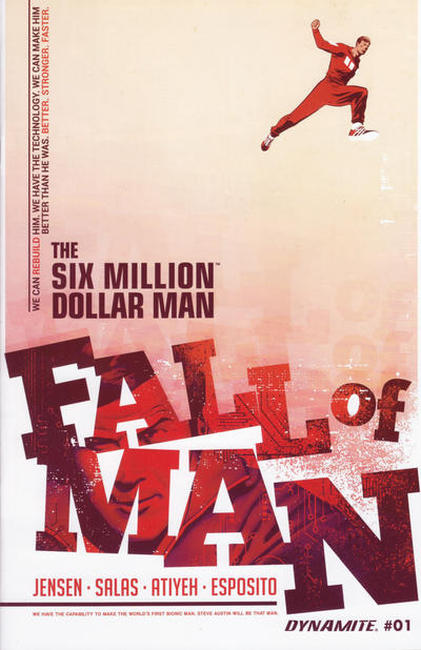 WE CAN REBUILD HIM. WE HAVE THE TECHNOLOGY. WE CAN MAKE HIM
BETTER THAN HE WAS. BETTER. STRONGER. FASTER.
THE
SIX MILLION™
DOLLAR MAN
FALL of
MAN
JENSEN · SALAS · ATIYEH · ESPOSITO
WE HAVE THE CAPABILITY TO MAKE THE WORLD'S FIRST BIONIC MAN. STEVE AUSTIN WILL BE THAT MAN.
DYNAMITE. #01